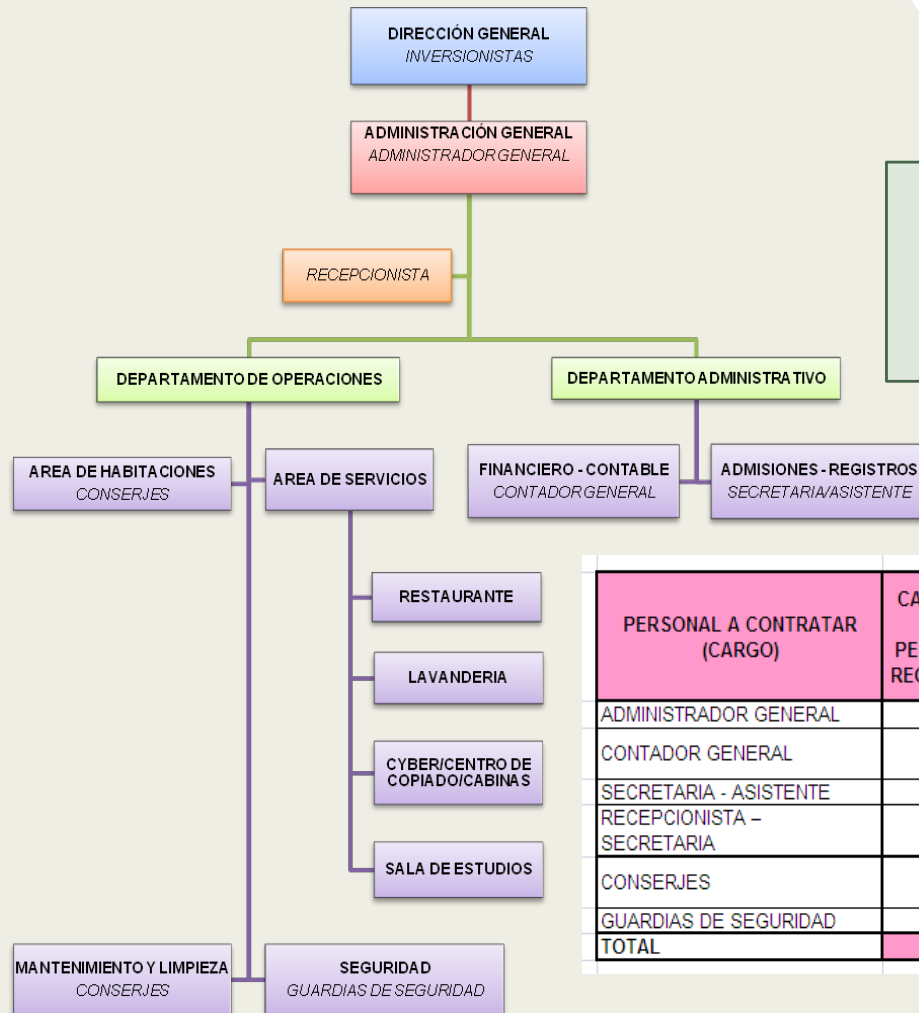 DIRECCIÓN GENERAL
INVERSIONISTAS
ADMINISTRACIÓN GENERAL
ADMINISTRADOR GENERAL
RECEPCIONISTA
DEPARTAMENTO DE OPERACIONES
DEPARTAMENTO ADMINISTRATIVO
AREA DE HABITACIONES
CONSERJES
AREA DE SERVICIOS
FINANCIERO - CONTABLE
CONTADOR GENERAL
ADMISIONES - REGISTROS
SECRETARIA/ASISTENTE
RESTAURANTE
LAVANDERIA
CYBER/CENTRO DE
COPIADO/CABINAS
SALA DE ESTUDIOS
MANTENIMIENTO Y LIMPIEZA
CONSERJES
SEGURIDAD
GUARDIAS DE SEGURIDAD
PERSONAL A CONTRATAR
(CARGO)
ADMINISTRADOR GENERAL
CONTADOR GENERAL
SECRETARIA - ASISTENTE
RECEPCIONISTA –
SECRETARIA
CONSERJES
GUARDIAS DE SEGURIDAD
TOTAL